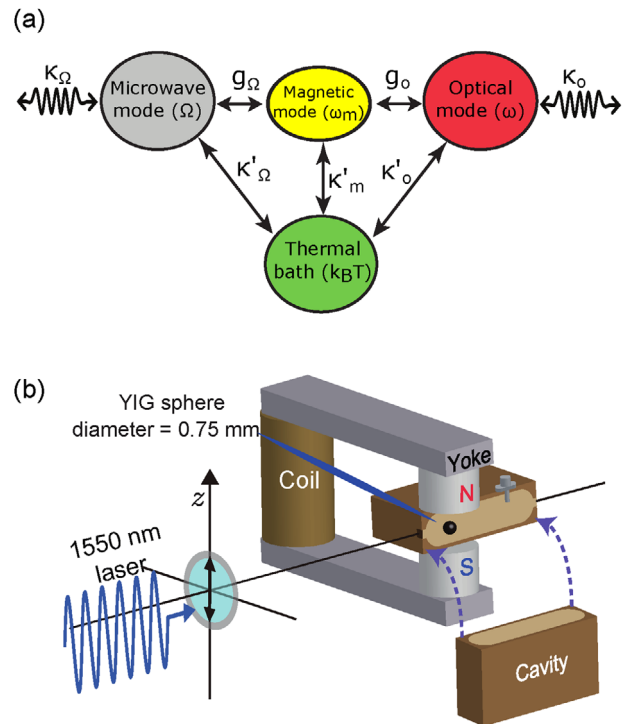 (a)
κΩ
Microwave
mode (Ω)
gΩ
Magnetic
mode (ωm)
go
Optical
mode (ω)
κo
κ'Ω
κ'm
κ'o
Thermal
bath (kBT)
(b)
YIG sphere
diameter = 0.75 mm
z
1550 nm
laser
Coil
Yoke
N
S
Cavity